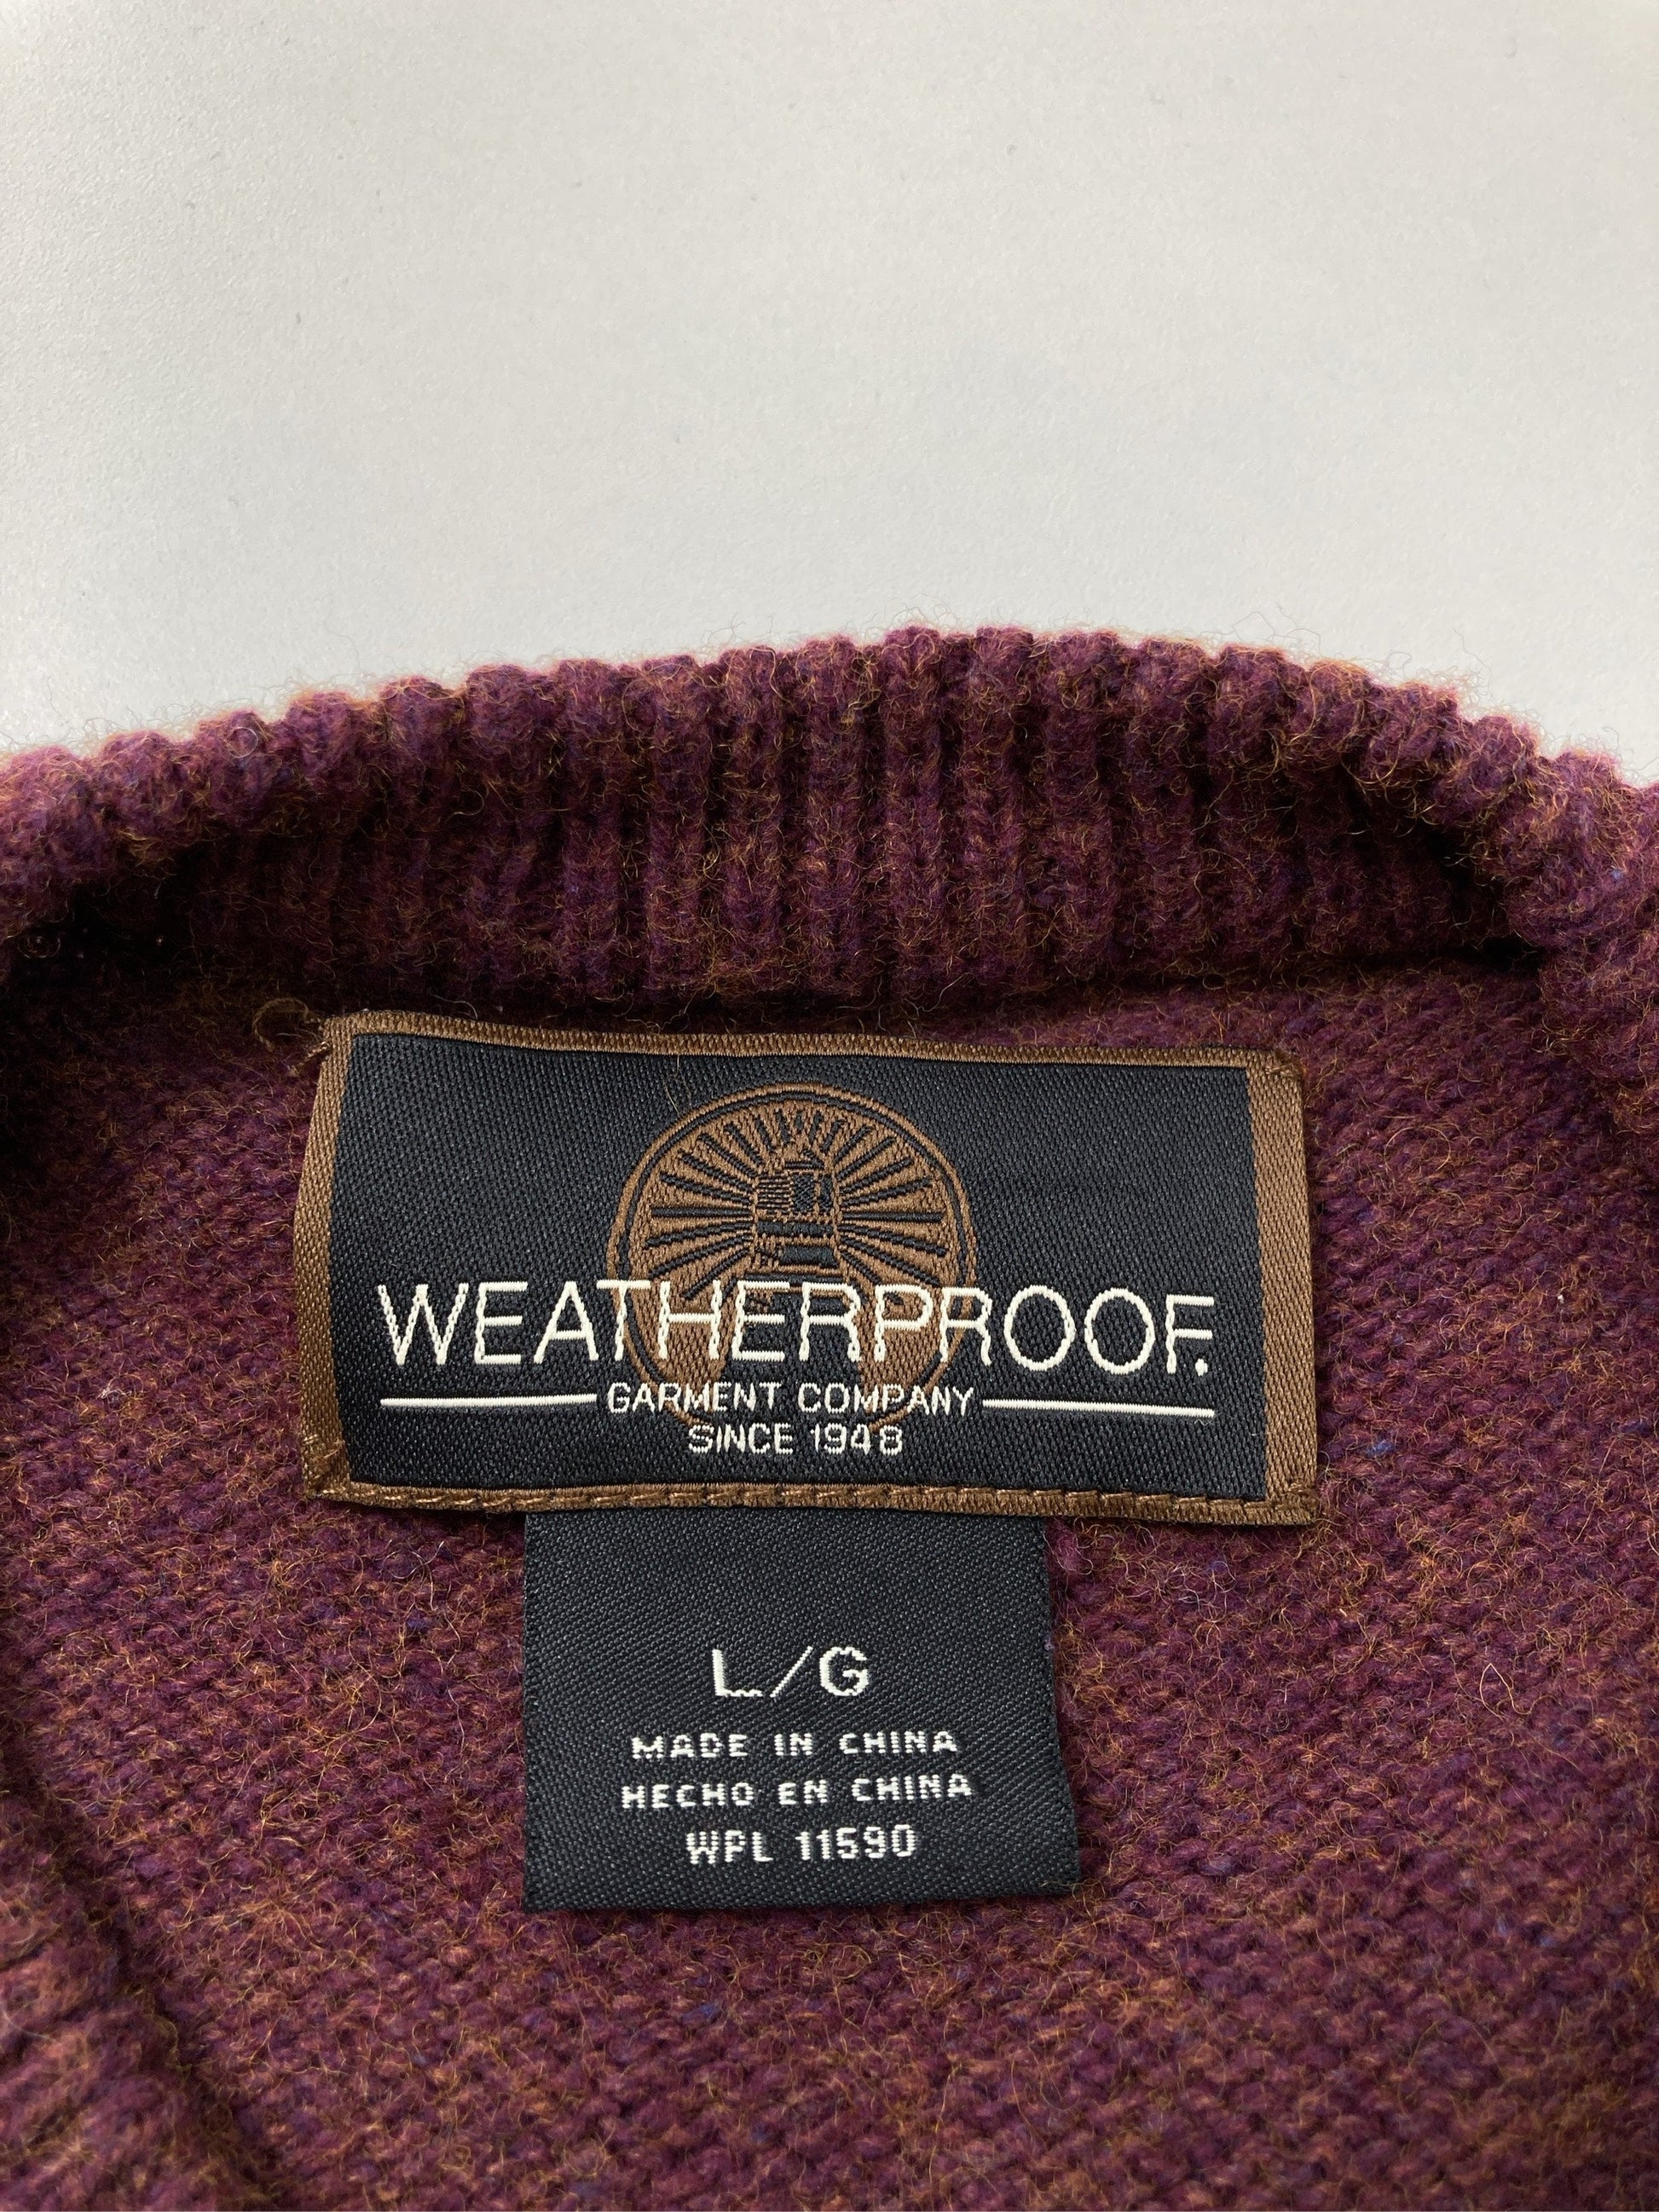 WEATHERPROOF.
GARMENT COMPANY
SINCE 1948
L/G
MADE IN CHINA
HECHO EN CHINA
WPL 11590